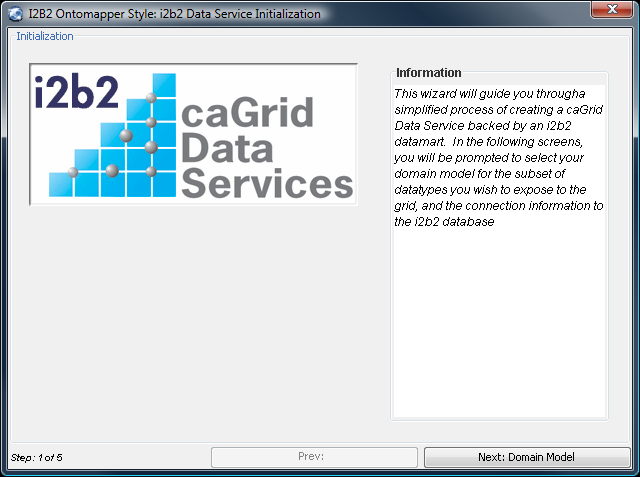 I2B2 Ontomapper Style: i2b2 Data Service Initialization
Initialization
i2b2
caGrid
Data
Services
Information
This wizard will guide you througha
simplified process of creating a caGrid
Data Service backed by an i2b2
datamart.  In the following screens,
you will be prompted to select your
domain model for the subset of
datatypes you wish to expose to the
grid, and the connection information to
the i2b2 database
Step: 1 of 5
Prev:
Next: Domain Model